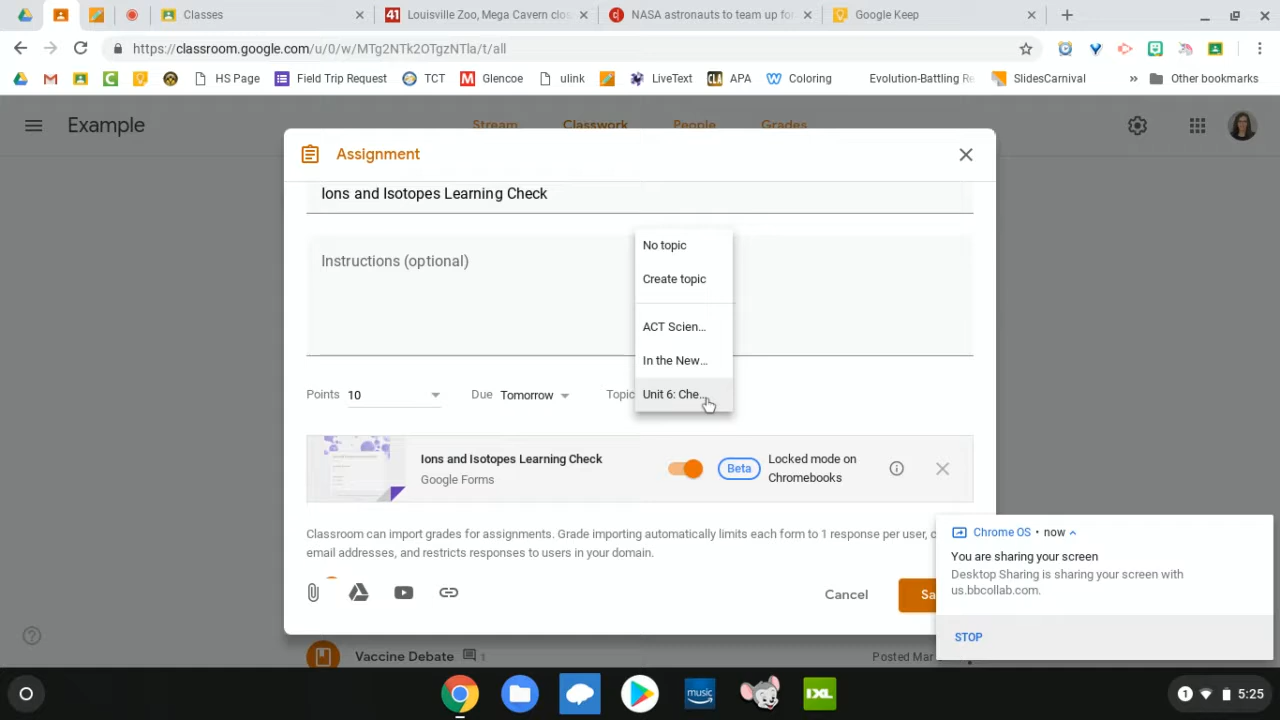 Classes
41 Louisville Zoo, Mega Cavern clos
NASA astronauts to team up for
Google Keep
https://classroom.google.com/u/0/w/MTg2NTk2OTgzNTla/t/all
HS Page
Field Trip Request
TCT
Glencoe
ulink
LiveText
CLA APA
Coloring
Evolution-Battling Re
SlidesCarnival
»
Other bookmarks
Example
Stream
Classwork
People
Grades
Assignment
Ions and Isotopes Learning Check
Instructions (optional)
No topic
Create topic
ACT Scien...
In the New...
Unit 6: Che...
Points 10
Due Tomorrow
Topic
Ions and Isotopes Learning Check
Google Forms
Beta
Locked mode on
Chromebooks
Classroom can import grades for assignments. Grade importing automatically limits each form to 1 response per user, c
email addresses, and restricts responses to users in your domain.
Cancel
Sa
Chrome OS • now
You are sharing your screen
Desktop Sharing is sharing your screen with
us.bbcollab.com.
STOP
Vaccine Debate 1
Posted Mar
music
IXL
1
5:25